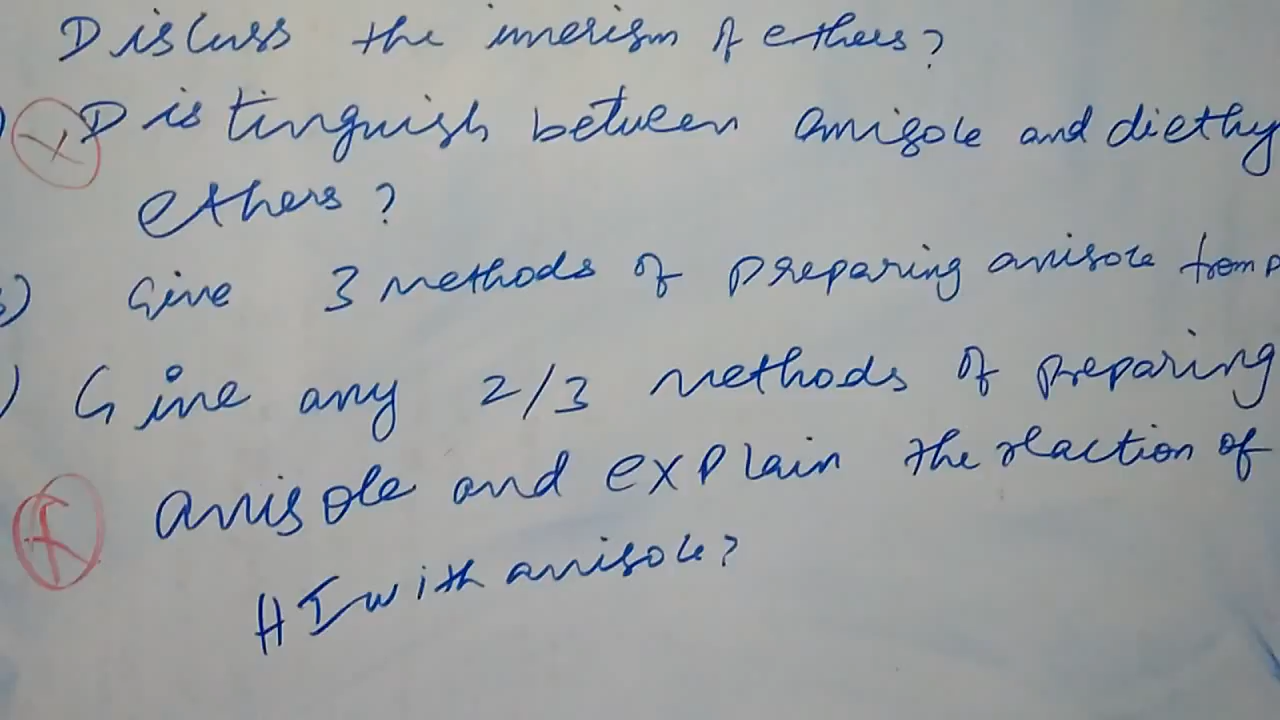 Discuss the imerism of ethers?
) Distinguish between anisole and diethy
ethers?
) Give 3 methods of preparing anisole from p
) Give any 2/3 methods of preparing
anisole and explain the reaction of
HI with anisole?